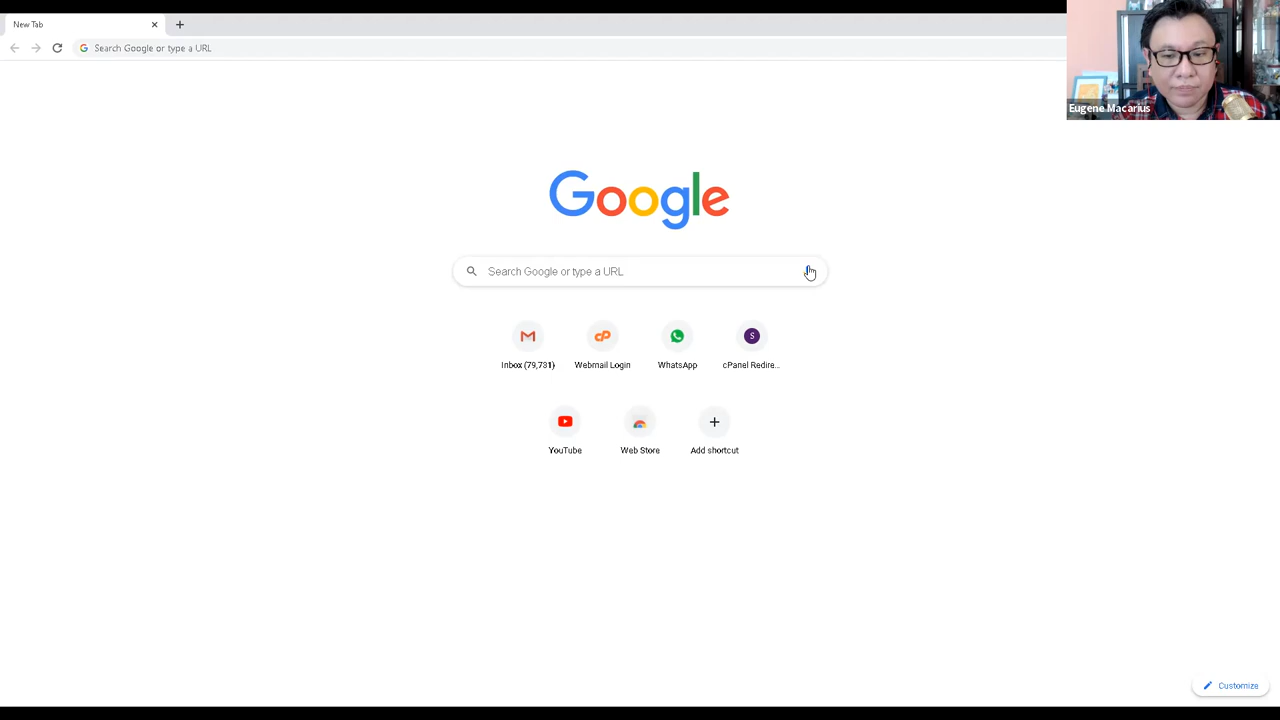 New Tab
Search Google or type a URL
Eugene Macarius
Google
Search Google or type a URL
Inbox (79,731)
Webmail Login
WhatsApp
S
cPanel Redire...
YouTube
Web Store
Add shortcut
Customize